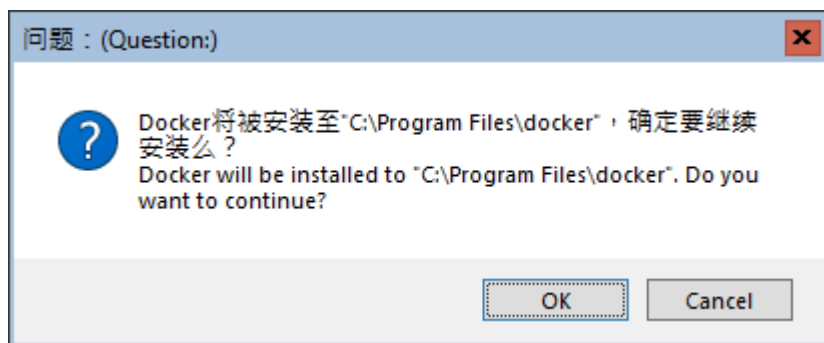 问题：(Question:)
Docker将被安装至"C:\Program Files\docker"，确定要继续
安装么？
Docker will be installed to "C:\Program Files\docker". Do you
want to continue?
OK Cancel